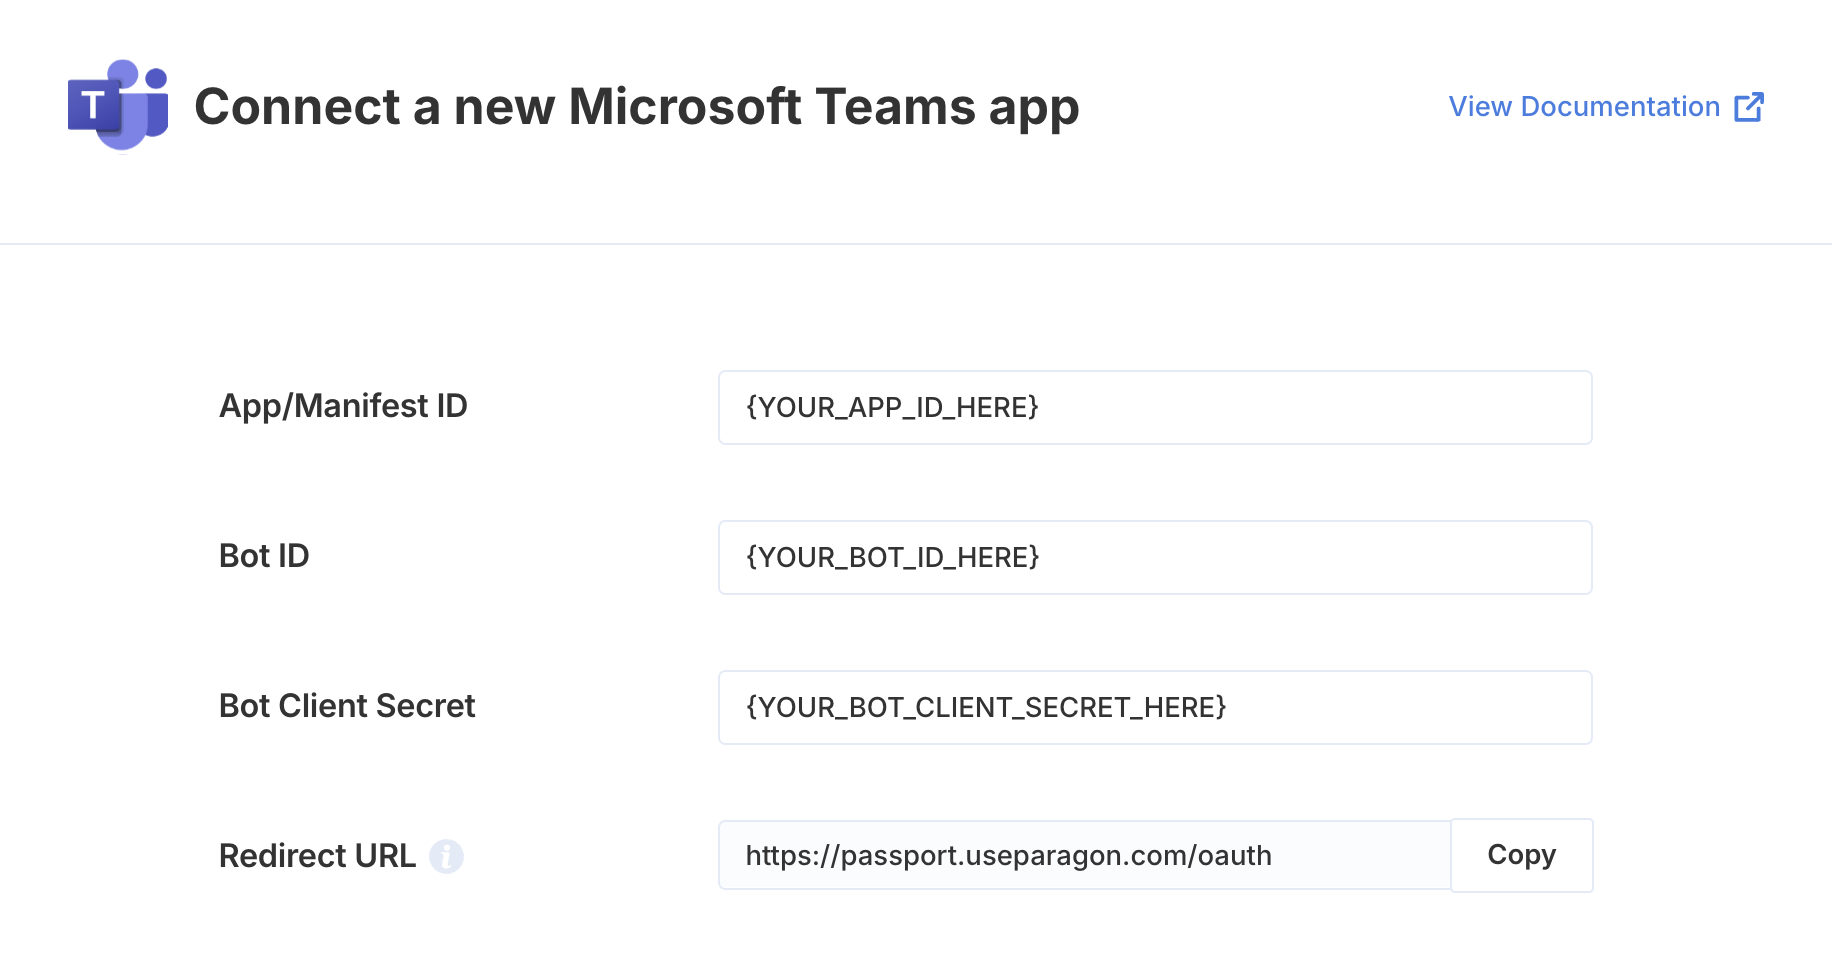 T
Connect a new Microsoft Teams app
View Documentation
App/Manifest ID
{YOUR_APP_ID_HERE}
Bot ID
{YOUR_BOT_ID_HERE}
Bot Client Secret
{YOUR_BOT_CLIENT_SECRET_HERE}
Redirect URL i
https://passport.useparagon.com/oauth
Copy